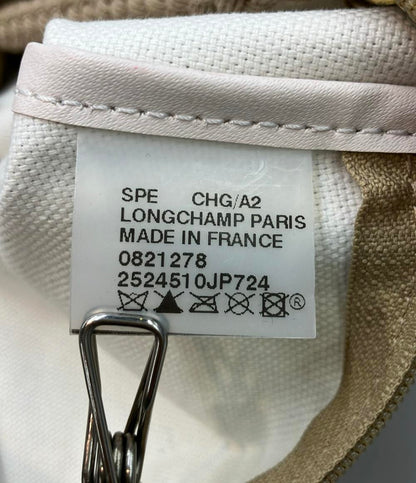 SPE CHG/A2
LONGCHAMP PARIS
MADE IN FRANCE
0821278
2524510JP724
®